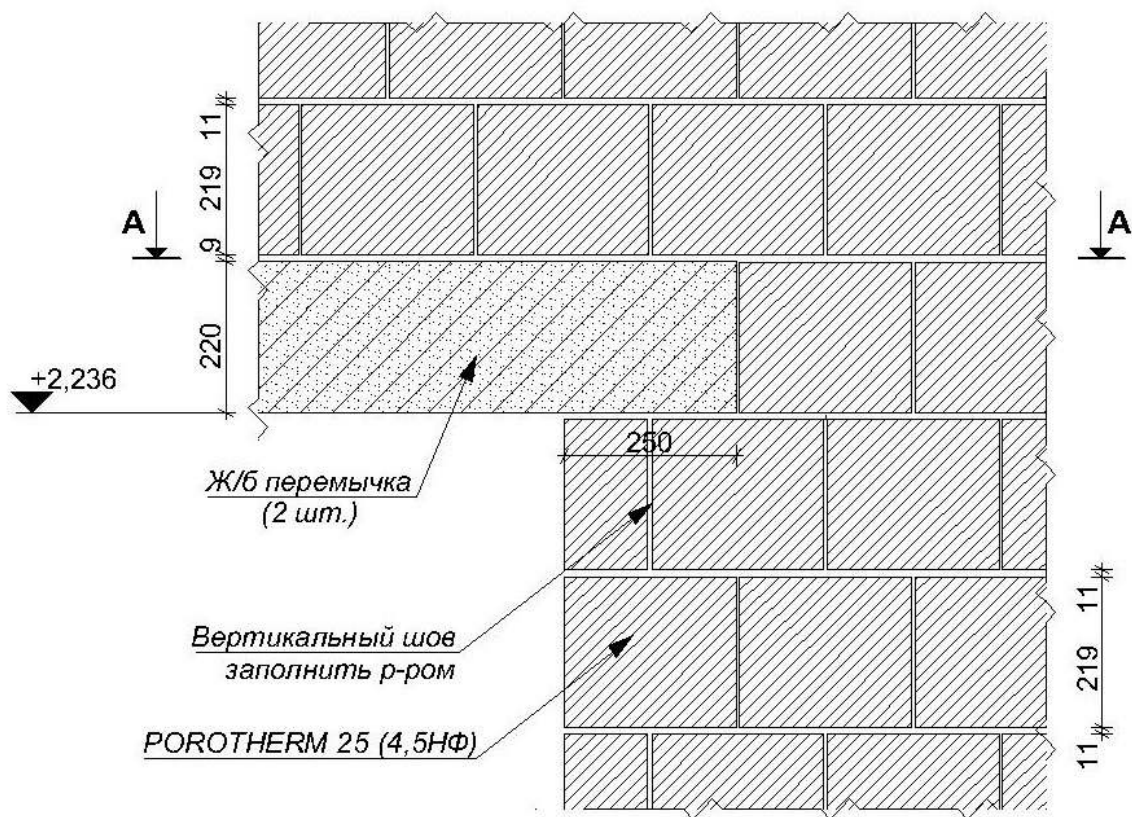 11
219
A
A
9
220
+2,236
250
Ж/б перемычка
(2 шт.)
Вертикальный шов
заполнить р-ром
11
219
POROTHERM 25 (4,5НФ)
11